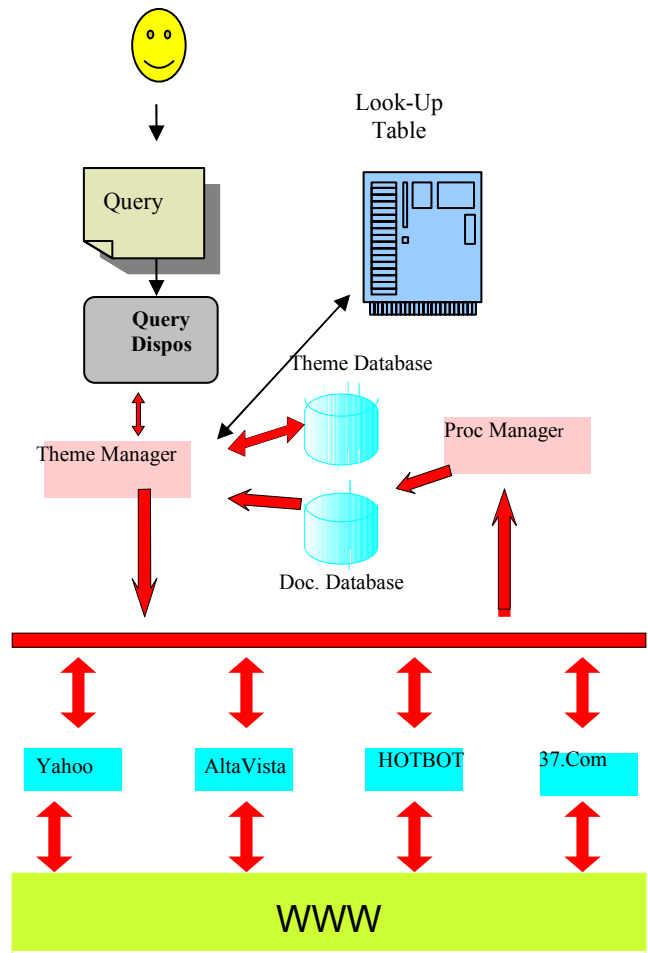 Look-Up
Table
Query
Query
Dispos
Theme Database
Proc Manager
Theme Manager
Doc. Database
Yahoo
AltaVista
HOTBOT
37.Com
WWW